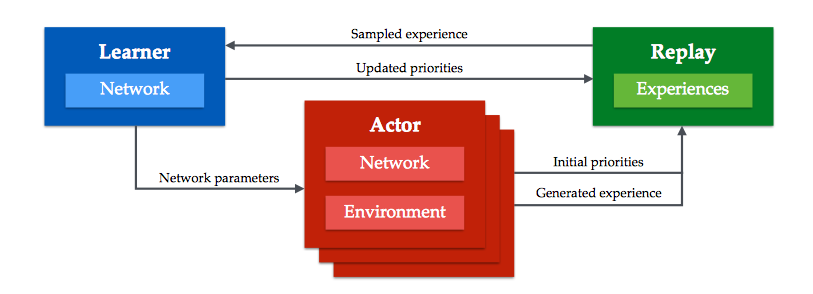 Sampled experience
Learner
Replay
Updated priorities
Network
Experiences
Actor
Network
Initial priorities
Network parameters
Generated experience
Environment